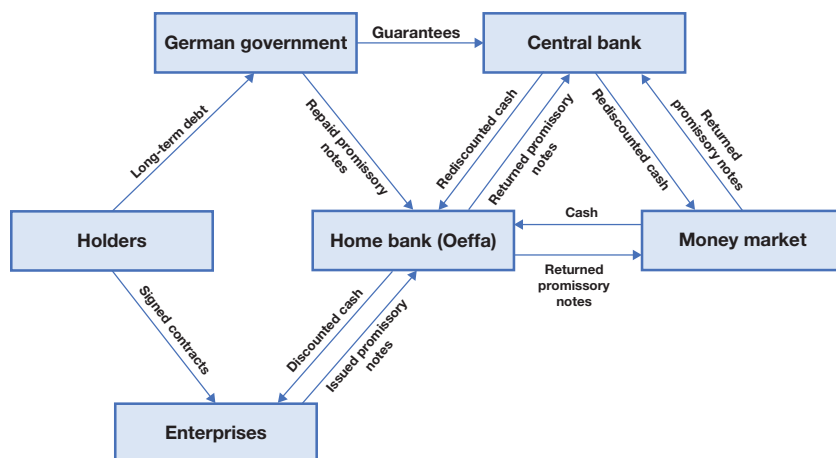 German government
Guarantees
Central bank
Long-term debt
Repaid promissory
notes
Rediscounted cash
Returned promissory
notes
Rediscounted cash
Returned
promissory notes
Holders
Home bank (Oeffa)
Cash
Money market
Returned
promissory
notes
Signed contracts
Discounted cash
Issued promissory
notes
Enterprises